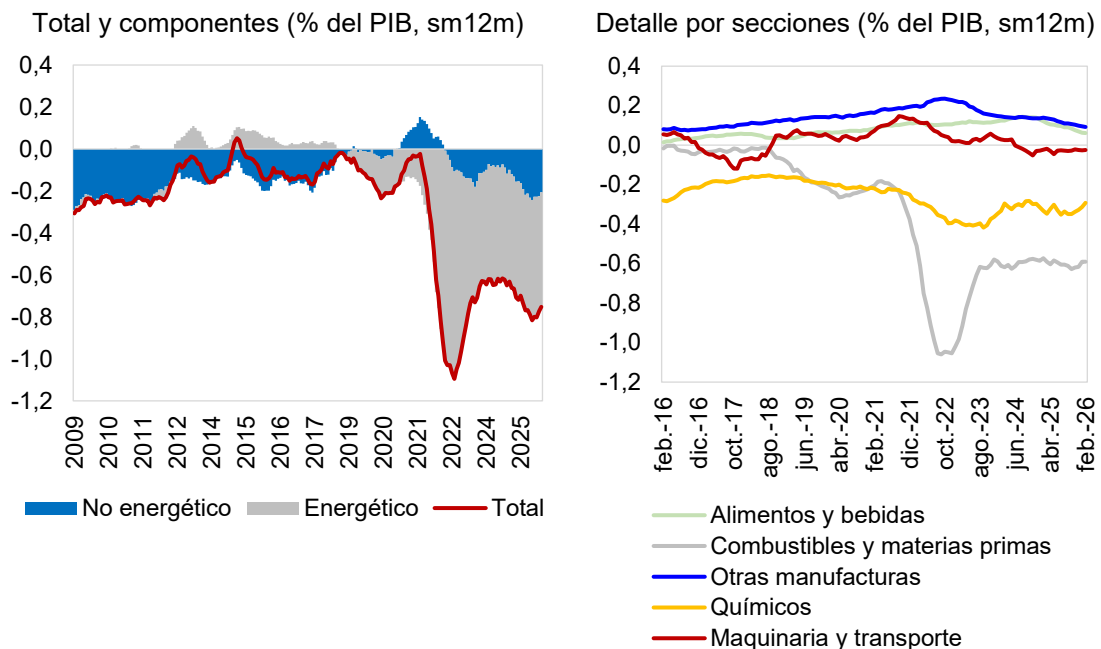 Total y componentes (% del PIB, sm12m)
0,4
0,2
0,0
-0,2
-0,4
-0,6
-0,8
-1,0
-1,2
2009
2010
2011
2012
2013
2014
2015
2016
2017
2018
2019
2020
2021
2022
2024
2025
No energético Energético Total
Detalle por secciones (% del PIB, sm12m)
0,4
0,2
0,0
-0,2
-0,4
-0,6
-0,8
-1,0
-1,2
feb.-16
dic.-16
oct.-17
ago.-18
jun.-19
abr.-20
feb.-21
dic.-21
oct.-22
ago.-23
jun.-24
abr.-25
feb.-26
Alimentos y bebidas
Combustibles y materias primas
Otras manufacturas
Químicos
Maquinaria y transporte